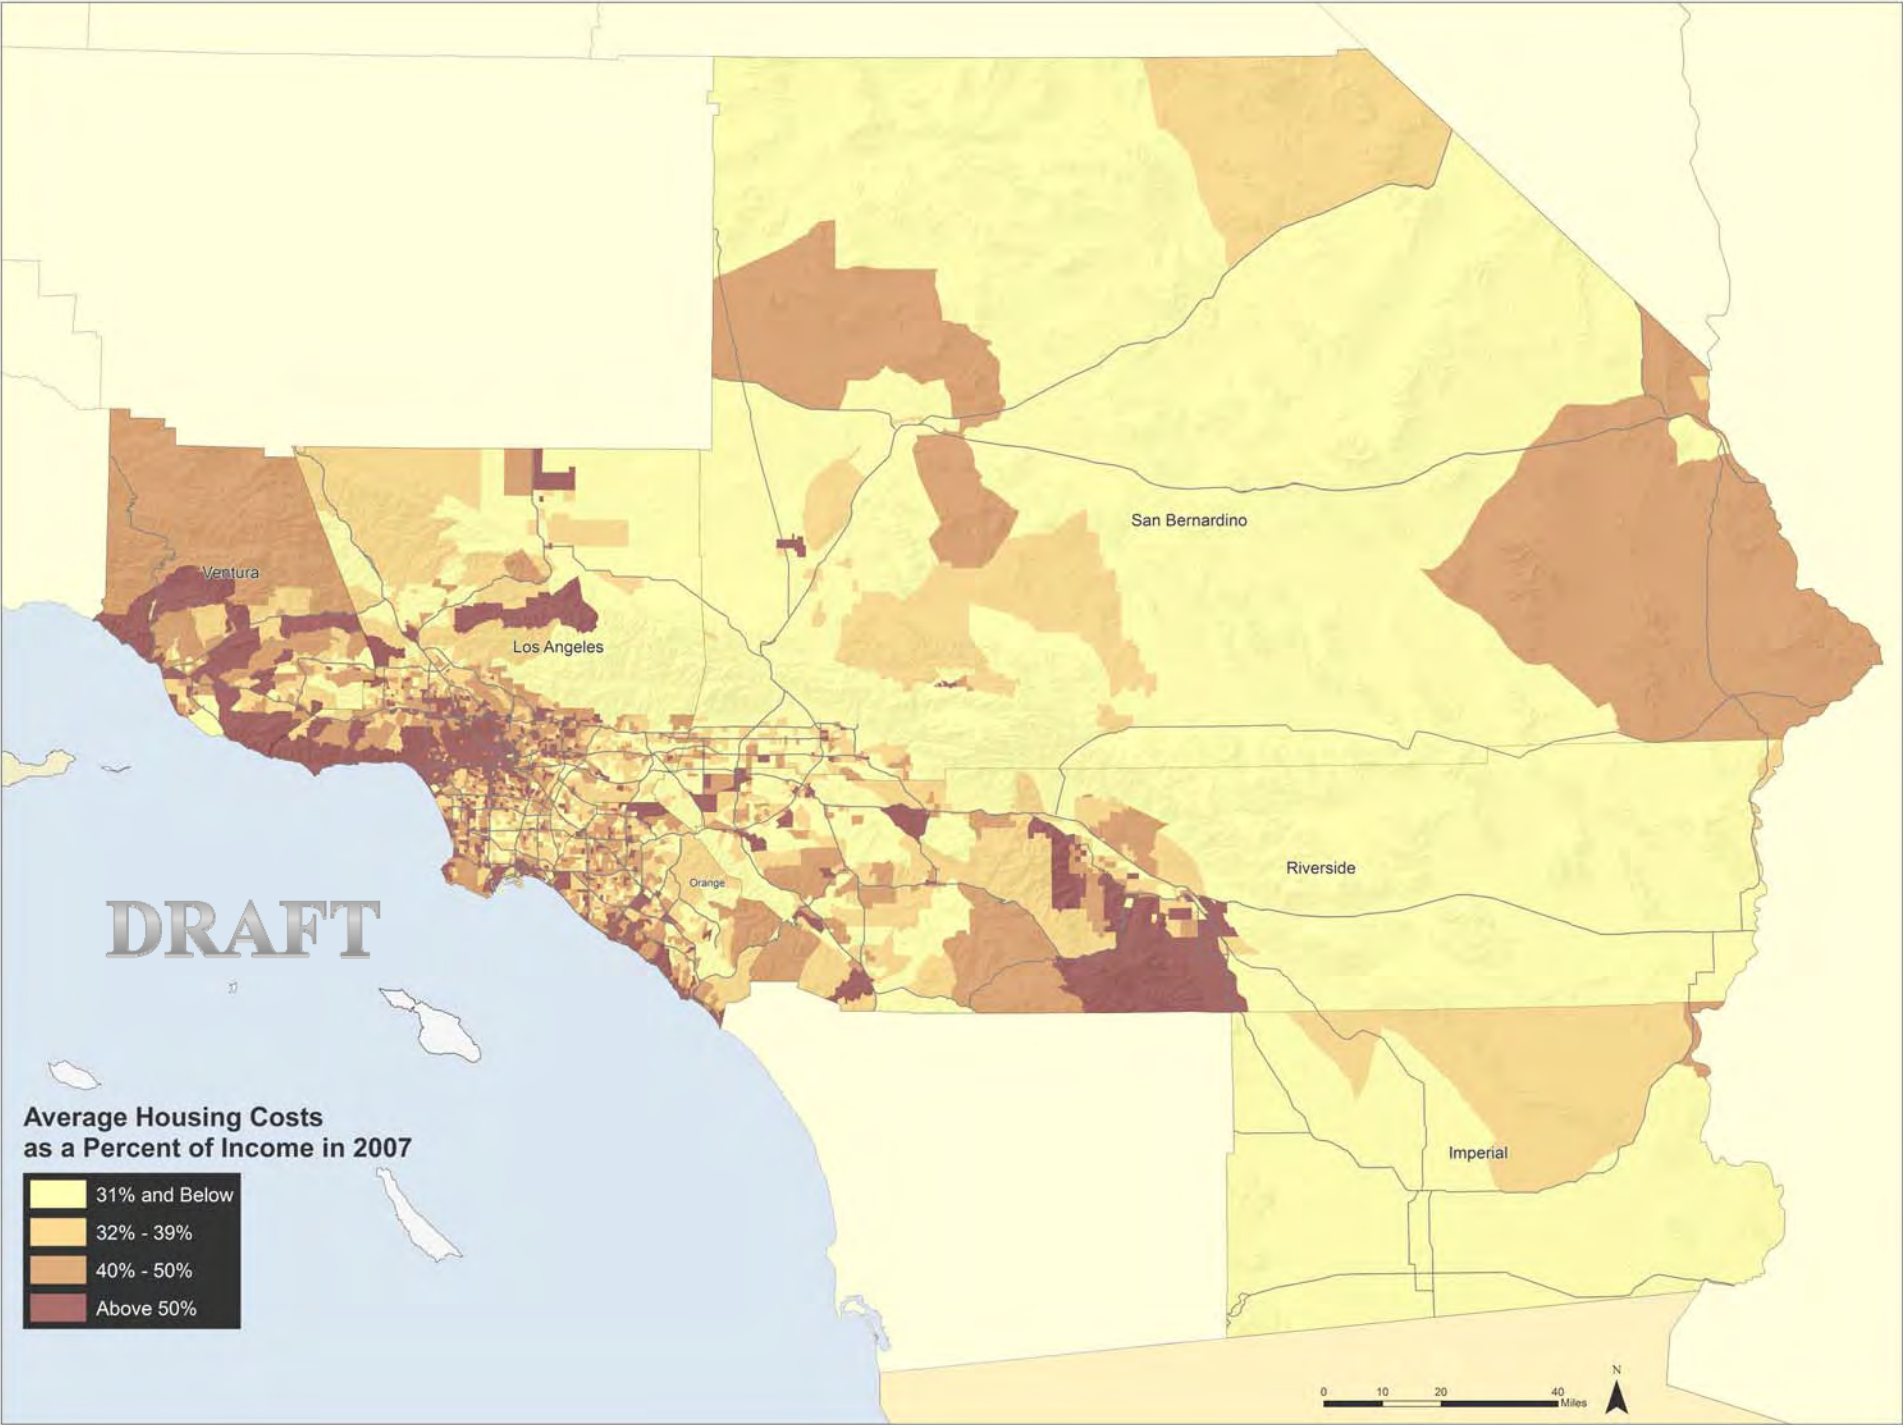 San Bernardino
Ventura
Los Angeles
Riverside
Orange
DRAFT
Average Housing Costs
as a Percent of Income in 2007
31% and Below
32% - 39%
40% - 50%
Above 50%
Imperial
N
0 10 20 40
Miles